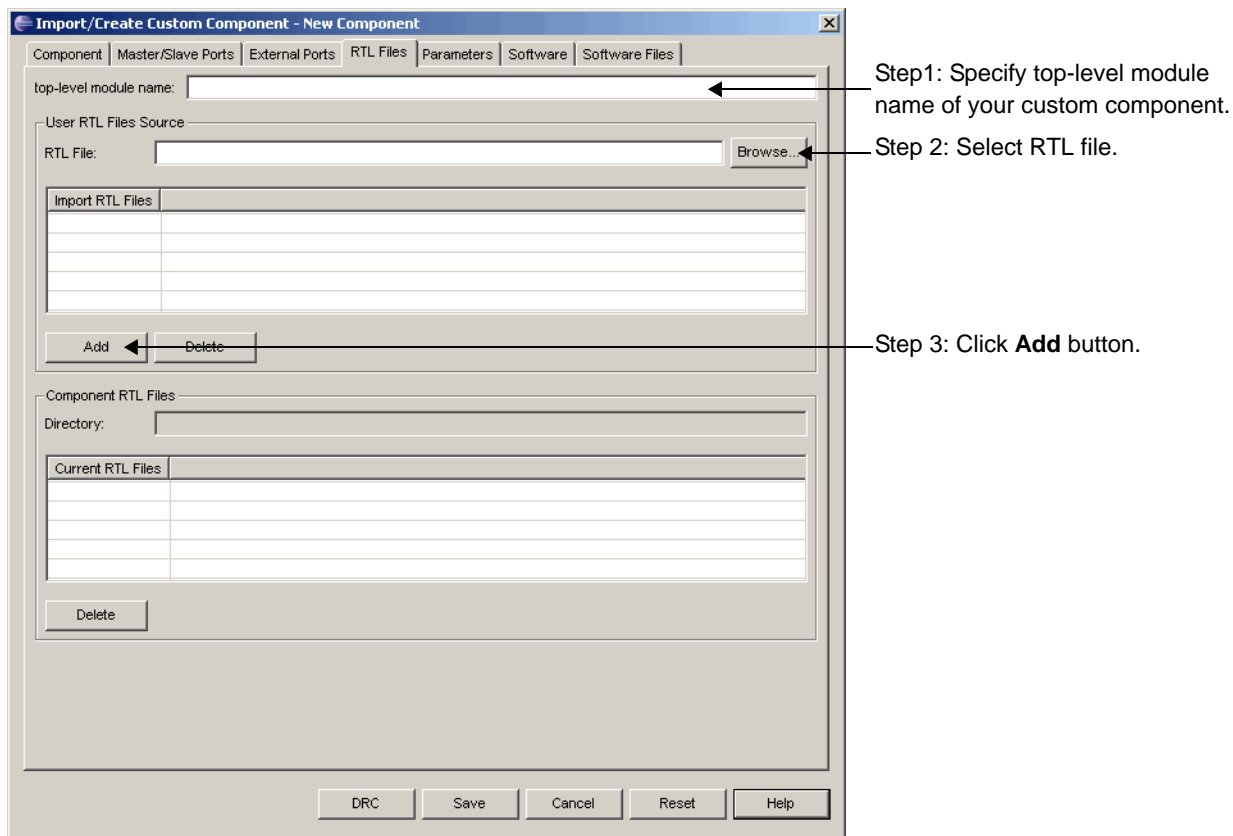 Import/Create Custom Component - New Component
Component Master/Slave Ports External Ports RTL Files Parameters Software Software Files
top-level module name:
Step1: Specify top-level module
name of your custom component.
User RTL Files Source
RTL File:
Browse...
Step 2: Select RTL file.
Import RTL Files
Add Delete
Step 3: Click Add button.
Component RTL Files
Directory:
Current RTL Files
Delete
DRC Save Cancel Reset Help